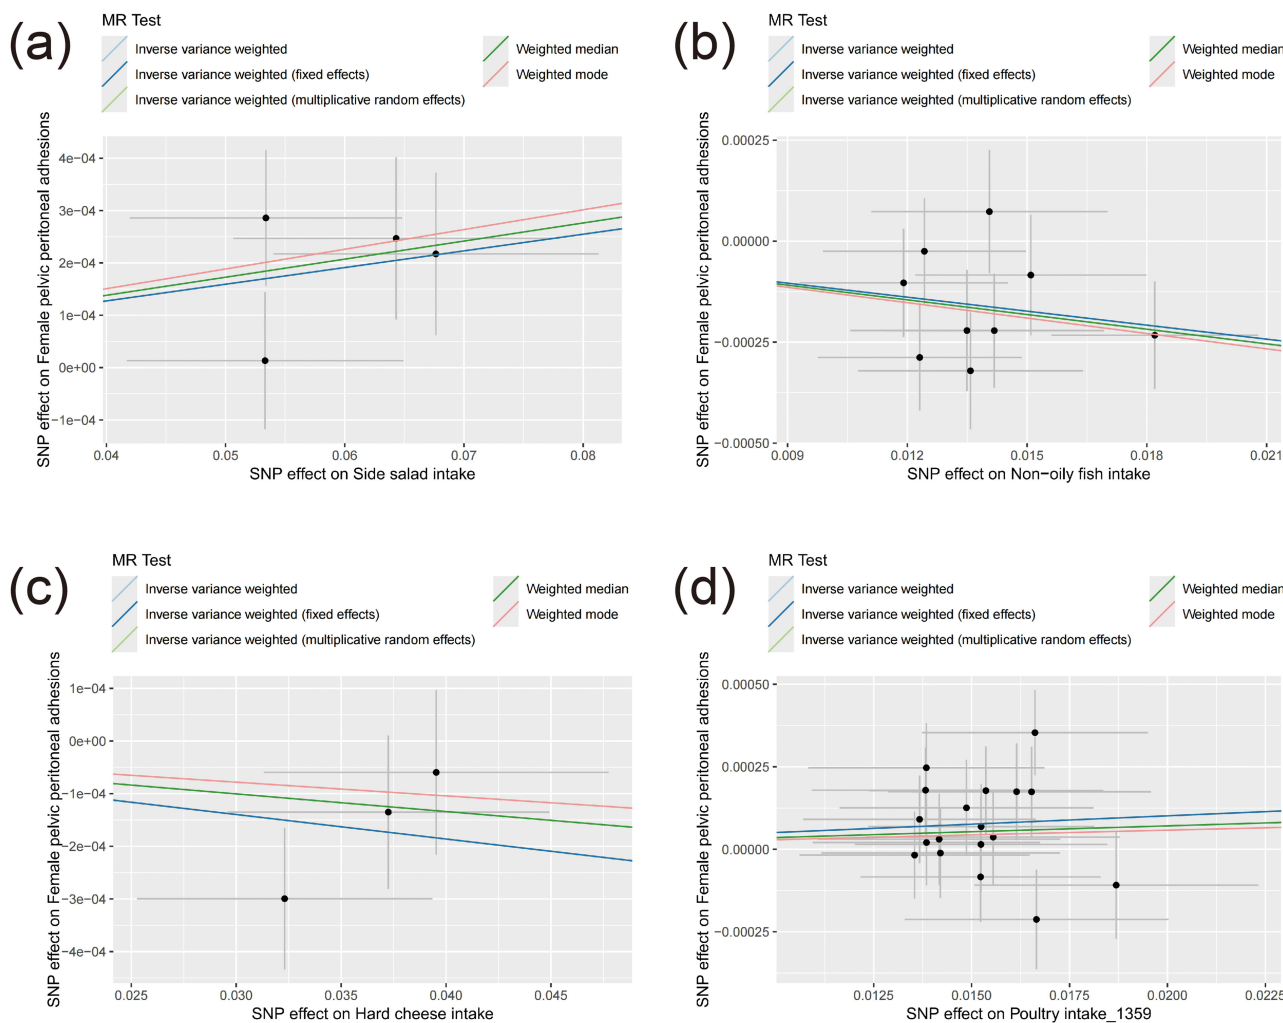 (a)
MR Test
Inverse variance weighted
Inverse variance weighted (fixed effects)
Inverse variance weighted (multiplicative random effects)
Weighted median
Weighted mode
SNP effect on Female pelvic peritoneal adhesions
4e−04
3e−04
2e−04
1e−04
0e+00
−1e−04
0.04 0.05 0.06 0.07 0.08
SNP effect on Side salad intake
(b)
MR Test
Inverse variance weighted
Inverse variance weighted (fixed effects)
Inverse variance weighted (multiplicative random effects)
Weighted median
Weighted mode
SNP effect on Female pelvic peritoneal adhesions
0.00025
0.00000
−0.00025
−0.00050
0.009 0.012 0.015 0.018 0.021
SNP effect on Non−oily fish intake
(c)
MR Test
Inverse variance weighted
Inverse variance weighted (fixed effects)
Inverse variance weighted (multiplicative random effects)
Weighted median
Weighted mode
SNP effect on Female pelvic peritoneal adhesions
1e−04
0e+00
−1e−04
−2e−04
−3e−04
−4e−04
0.025 0.030 0.035 0.040 0.045
SNP effect on Hard cheese intake
(d)
MR Test
Inverse variance weighted
Inverse variance weighted (fixed effects)
Inverse variance weighted (multiplicative random effects)
Weighted median
Weighted mode
SNP effect on Female pelvic peritoneal adhesions
0.00050
0.00025
0.00000
−0.00025
0.0125 0.0150 0.0175 0.0200 0.0225
SNP effect on Poultry intake_1359